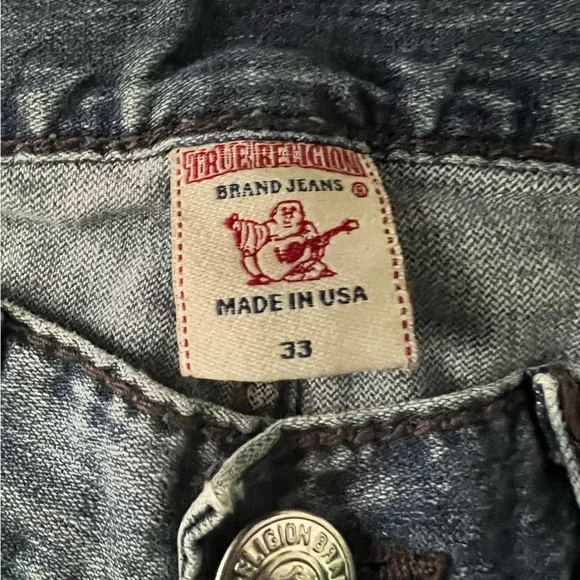 TRUE RELIGION
BRAND JEANS ®
MADE IN USA
33
RELIGION BRA